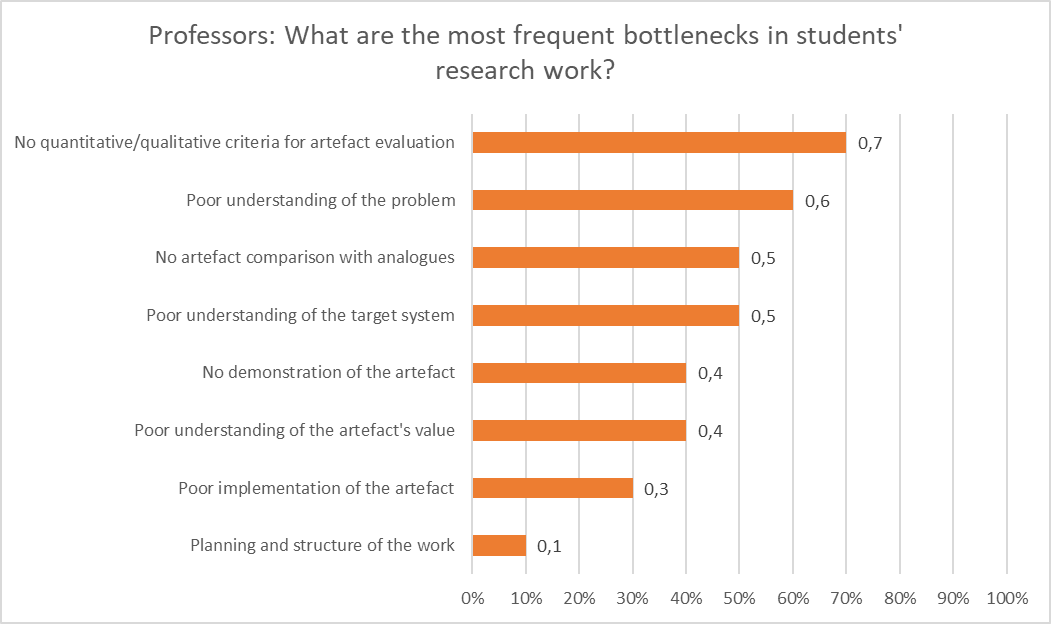 Professors: What are the most frequent bottlenecks in students'
research work?
No quantitative/qualitative criteria for artefact evaluation 0,7
Poor understanding of the problem 0,6
No artefact comparison with analogues 0,5
Poor understanding of the target system 0,5
No demonstration of the artefact 0,4
Poor understanding of the artefact's value 0,4
Poor implementation of the artefact 0,3
Planning and structure of the work 0,1
0% 10% 20% 30% 40% 50% 60% 70% 80% 90% 100%